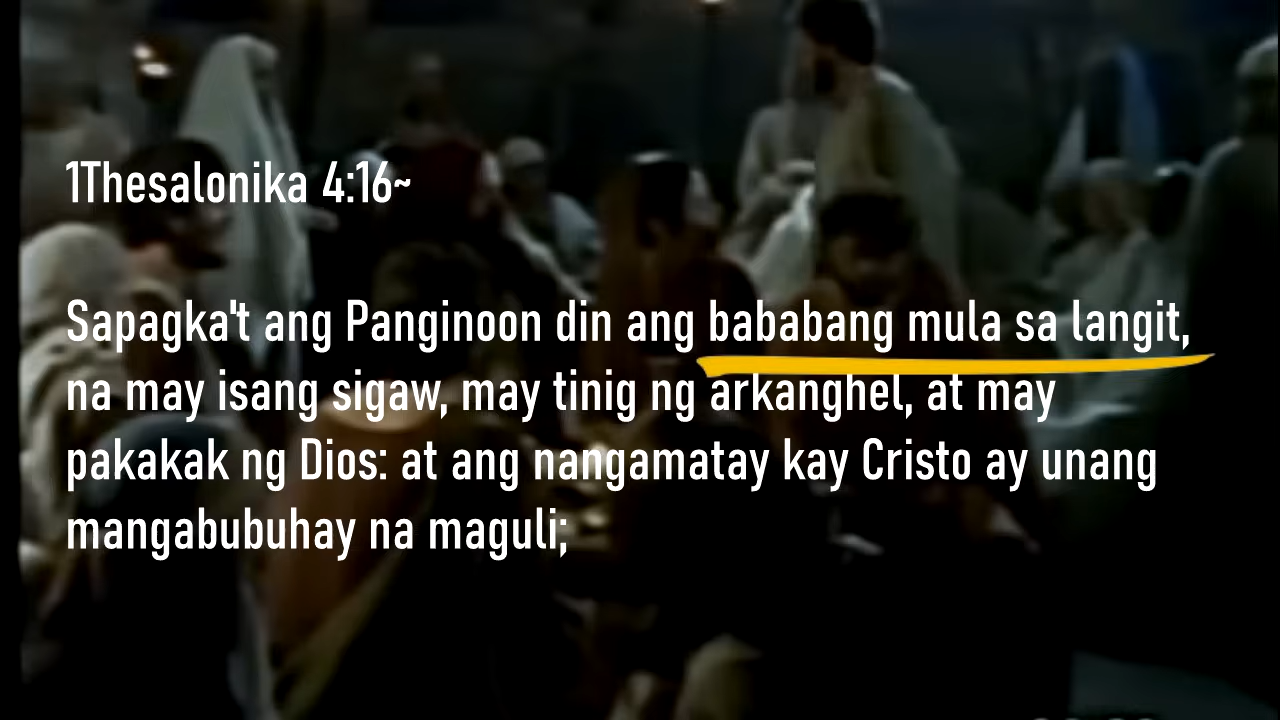 1Thesalonika 4:16~
Sapagka't ang Panginoon din ang bababang mula sa langit,
na may isang sigaw, may tinig ng arkanghel, at may
pakakak ng Dios: at ang nangamatay kay Cristo ay unang
mangabubuhay na maguli;